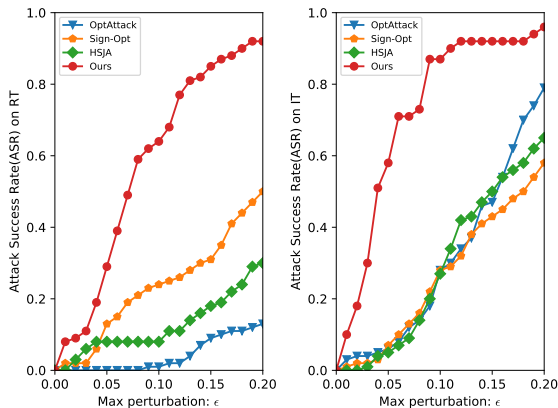 Attack Success Rate(ASR) on RT
1.0
0.8
0.6
0.4
0.2
0.0
OptAttack
Sign-Opt
HSJA
Ours
0.00 0.05 0.10 0.15 0.20
Max perturbation: ϵ
Attack Success Rate(ASR) on IT
1.0
0.8
0.6
0.4
0.2
0.0
OptAttack
Sign-Opt
HSJA
Ours
0.00 0.05 0.10 0.15 0.20
Max perturbation: ϵ